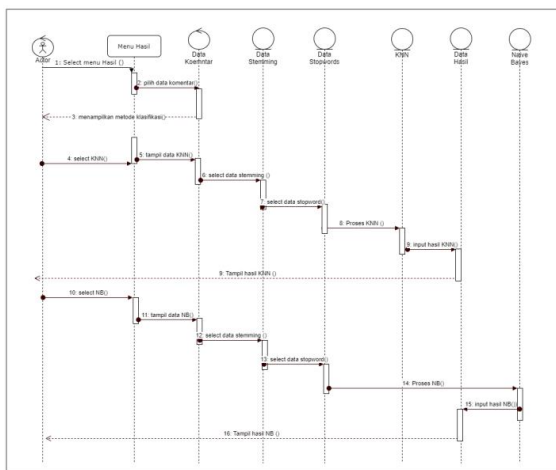 Actor
Menu Hasil
Data
Komentar
Data
Stemming
Data
Stopwords
KNN
Data
Hasil
Naive
Bayes
1: Select menu Hasil ()
2: pilih data komentar()
3: menampilkan metode klasifikasi()
4: select KNN()
5: tampil data KNN()
6: select data stemming ()
7: select data stopword()
8: Proses KNN ()
9: input hasil KNN()
9: Tampil hasil KNN ()
10: select NB()
11: tampil data NB()
12: select data stemming ()
13: select data stopword()
14: Proses NB()
15: input hasil NB()
16: Tampil hasil NB ()